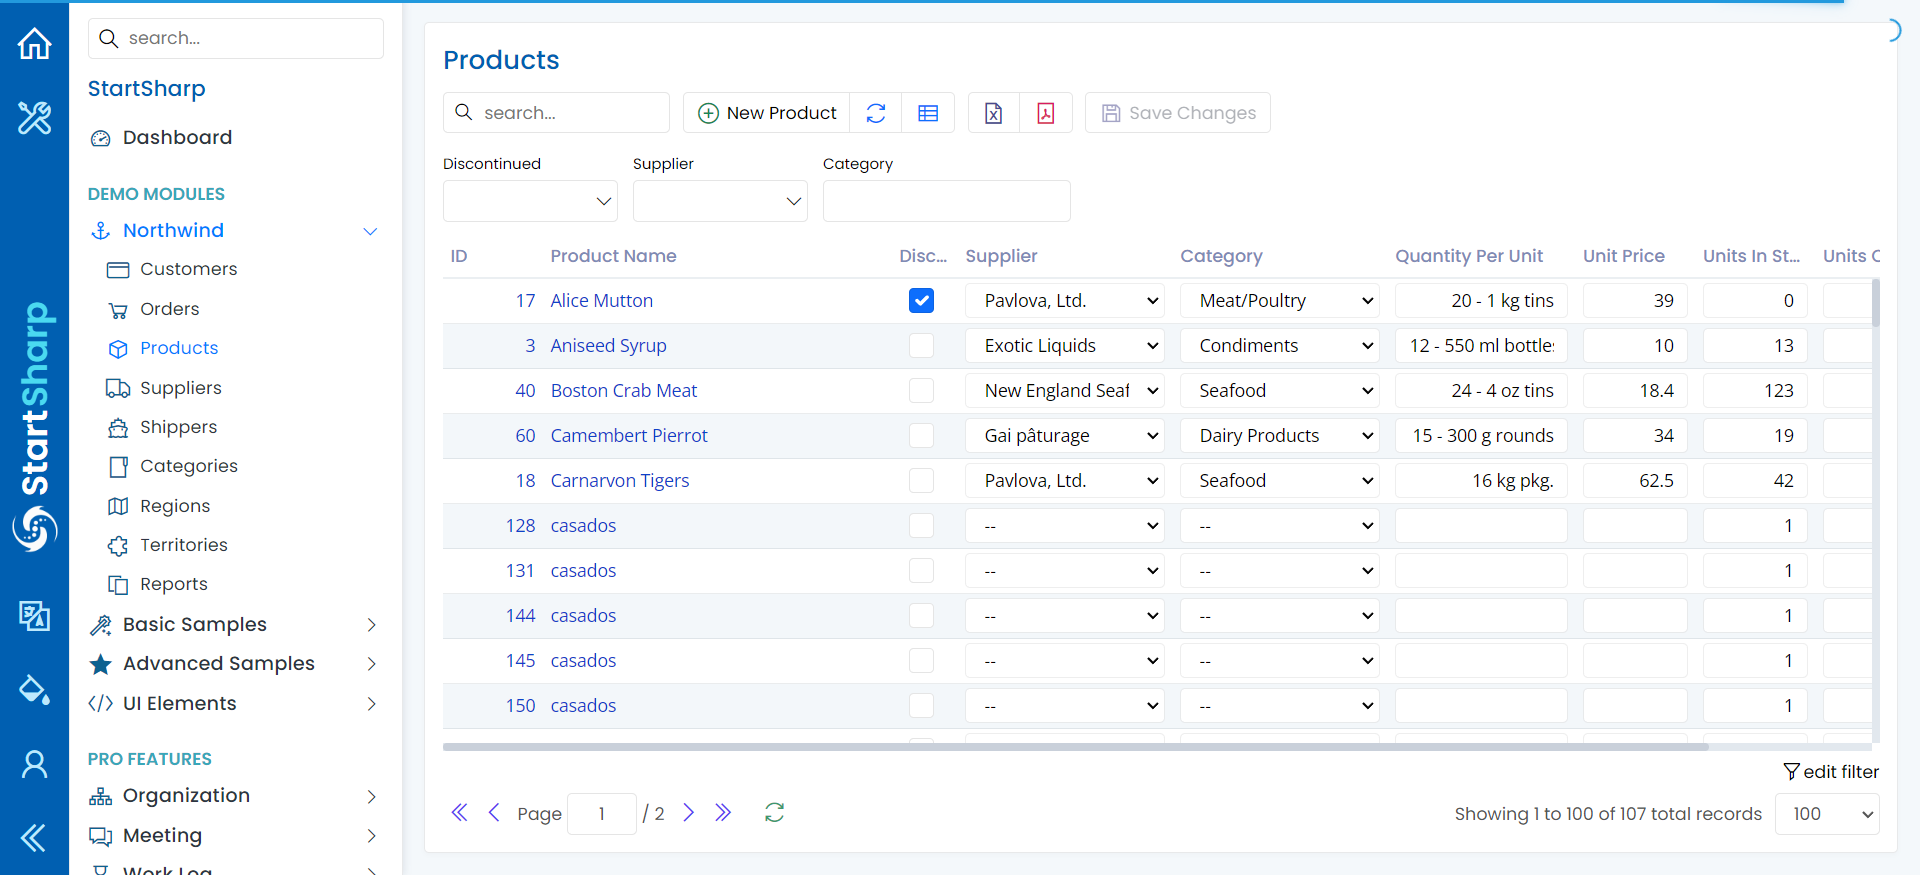 search...
StartSharp
Dashboard
DEMO MODULES
Northwind
Customers
Orders
Products
Suppliers
Shippers
Categories
Regions
Territories
Reports
Basic Samples
Advanced Samples
UI Elements
PRO FEATURES
Organization
Meeting
Work Log
StartSharp
Products
search...
New Product
Save Changes
Discontinued Supplier Category
ID Product Name Disc... Supplier Category Quantity Per Unit Unit Price Units In St... Units
17 Alice Mutton Pavlova, Ltd. Meat/Poultry 20 - 1 kg tins 39 0
3 Aniseed Syrup Exotic Liquids Condiments 12 - 550 ml bottles 10 13
40 Boston Crab Meat New England Seaf Seafood 24 - 4 oz tins 18.4 123
60 Camembert Pierrot Gai pâturage Dairy Products 15 - 300 g rounds 34 19
18 Carnarvon Tigers Pavlova, Ltd. Seafood 16 kg pkg. 62.5 42
128 casados -- -- 1
131 casados -- -- 1
144 casados -- -- 1
145 casados -- -- 1
150 casados -- -- 1
edit filter
Page 1 / 2
Showing 1 to 100 of 107 total records 100